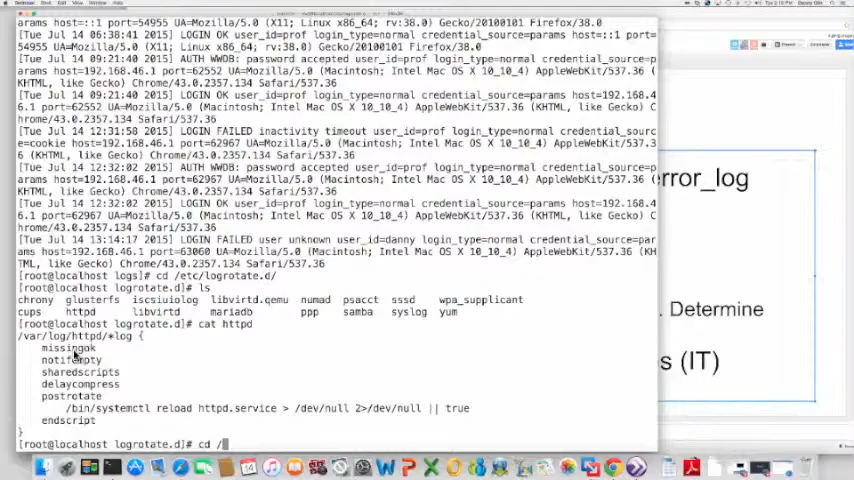 Terminal Shell Edit View Window Help
arams host=::1 port=54955 UA=Mozilla/5.0 (X11; Linux x86_64; rv:38.0) Gecko/20100101 Firefox/38.0
[Tue Jul 14 06:38:41 2015] LOGIN OK user_id=prof login_type=normal credential_source=params host=::1 port=
54955 UA=Mozilla/5.0 (X11; Linux x86_64; rv:38.0) Gecko/20100101 Firefox/38.0
[Tue Jul 14 09:21:40 2015] AUTH WWDB: password accepted user_id=prof login_type=normal credential_source=p
arams host=192.168.46.1 port=62552 UA=Mozilla/5.0 (Macintosh; Intel Mac OS X 10_10_4) AppleWebKit/537.36 (
KHTML, like Gecko) Chrome/43.0.2357.134 Safari/537.36
[Tue Jul 14 09:21:40 2015] LOGIN OK user_id=prof login_type=normal credential_source=params host=192.168.4
6.1 port=62552 UA=Mozilla/5.0 (Macintosh; Intel Mac OS X 10_10_4) AppleWebKit/537.36 (KHTML, like Gecko) C
hrome/43.0.2357.134 Safari/537.36
[Tue Jul 14 12:31:58 2015] LOGIN FAILED inactivity timeout user_id=prof login_type=normal credential_sourc
e=cookie host=192.168.46.1 port=62967 UA=Mozilla/5.0 (Macintosh; Intel Mac OS X 10_10_4) AppleWebKit/537.3
6 (KHTML, like Gecko) Chrome/43.0.2357.134 Safari/537.36
[Tue Jul 14 12:32:02 2015] AUTH WWDB: password accepted user_id=prof login_type=normal credential_source=p
arams host=192.168.46.1 port=62967 UA=Mozilla/5.0 (Macintosh; Intel Mac OS X 10_10_4) AppleWebKit/537.36 (
KHTML, like Gecko) Chrome/43.0.2357.134 Safari/537.36
[Tue Jul 14 12:32:02 2015] LOGIN OK user_id=prof login_type=normal credential_source=params host=192.168.4
6.1 port=62967 UA=Mozilla/5.0 (Macintosh; Intel Mac OS X 10_10_4) AppleWebKit/537.36 (KHTML, like Gecko) C
hrome/43.0.2357.134 Safari/537.36
[Tue Jul 14 13:14:17 2015] LOGIN FAILED user unknown user_id=danny login_type=normal credential_source=par
ams host=192.168.46.1 port=63060 UA=Mozilla/5.0 (Macintosh; Intel Mac OS X 10_10_4) AppleWebKit/537.36 (KH
TML, like Gecko) Chrome/43.0.2357.134 Safari/537.36
[root@localhost logs]# cd /etc/logrotate.d/
[root@localhost logrotate.d]# ls
chrony glusterfs iscsiuiolog libvirtd.qemu numad psacct sssd wpa_supplicant
cups httpd libvirtd mariadb ppp samba syslog yum
[root@localhost logrotate.d]# cat httpd
/var/log/httpd/*log {
missingok
notifempty
sharedscripts
delaycompress
postrotate
/bin/systemctl reload httpd.service > /dev/null 2>/dev/null || true
endscript
}
[root@localhost logrotate.d]# cd /
rror_log
. Determine
s (IT)